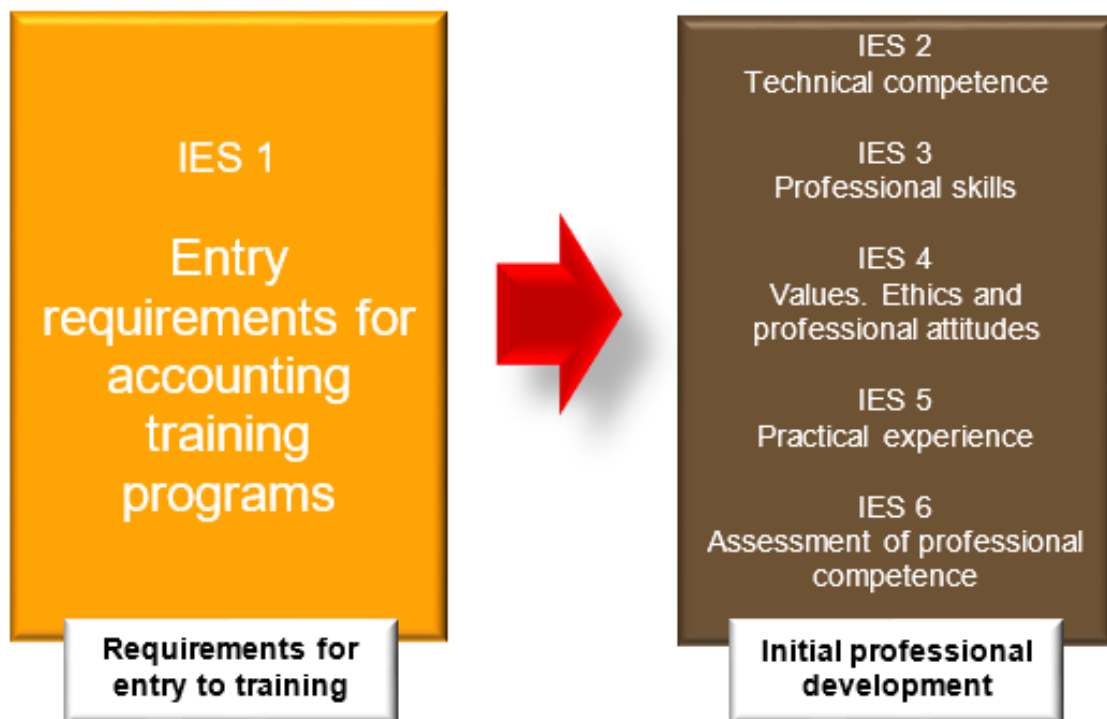 IES 1
Entry
requirements for
accounting
training
programs
Requirements for
entry to training
IES 2
Technical competence
IES 3
Professional skills
IES 4
Values. Ethics and
professional attitudes
IES 5
Practical experience
IES 6
Assessment of professional
competence
Initial professional
development